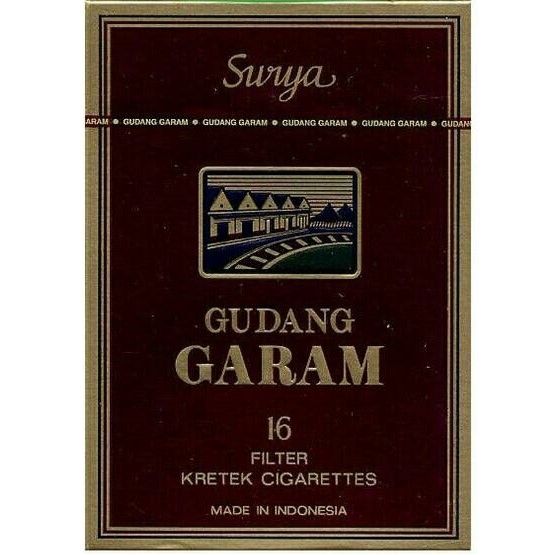 Surya
ARAM • GUDANG GARAM • GUDANG GARAM • GUDANG GARAM • GUDANG GARAM • GUDAN
GUDANG
GARAM
16
FILTER
KRETEK CIGARETTES
MADE IN INDONESIA